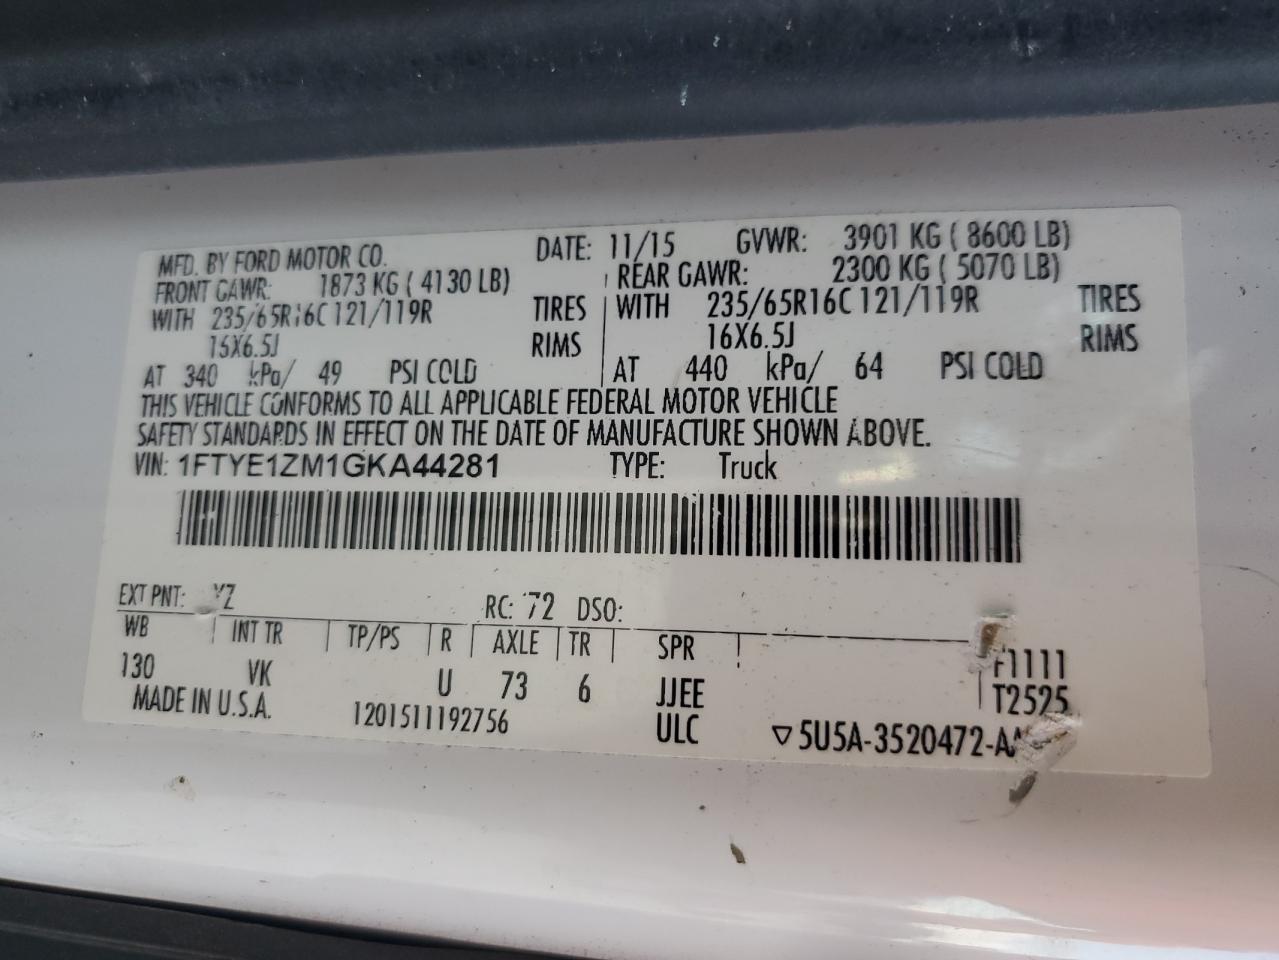 MFD. BY FORD MOTOR CO. DATE: 11/15 GVWR: 3901 KG ( 8600 LB)
FRONT GAWR: 1873 KG ( 4130 LB) REAR GAWR: 2300 KG ( 5070 LB)
WITH 235/65R16C 121/119R TIRES WITH 235/65R16C 121/119R TIRES
16X6.5J RIMS 16X6.5J RIMS
AT 340 kPa/ 49 PSI COLD AT 440 kPa/ 64 PSI COLD
THIS VEHICLE CONFORMS TO ALL APPLICABLE FEDERAL MOTOR VEHICLE
SAFETY STANDARDS IN EFFECT ON THE DATE OF MANUFACTURE SHOWN ABOVE.
VIN: 1FTYE1ZM1GKA44281 TYPE: Truck
EXT PNT: YZ RC: 72 DSO:
WB INT TR TP/PS R AXLE TR SPR
130 VK U 73 6 JJEE F1111
T2525
MADE IN U.S.A. 1201511192756 ULC ▽5U5A-3520472-